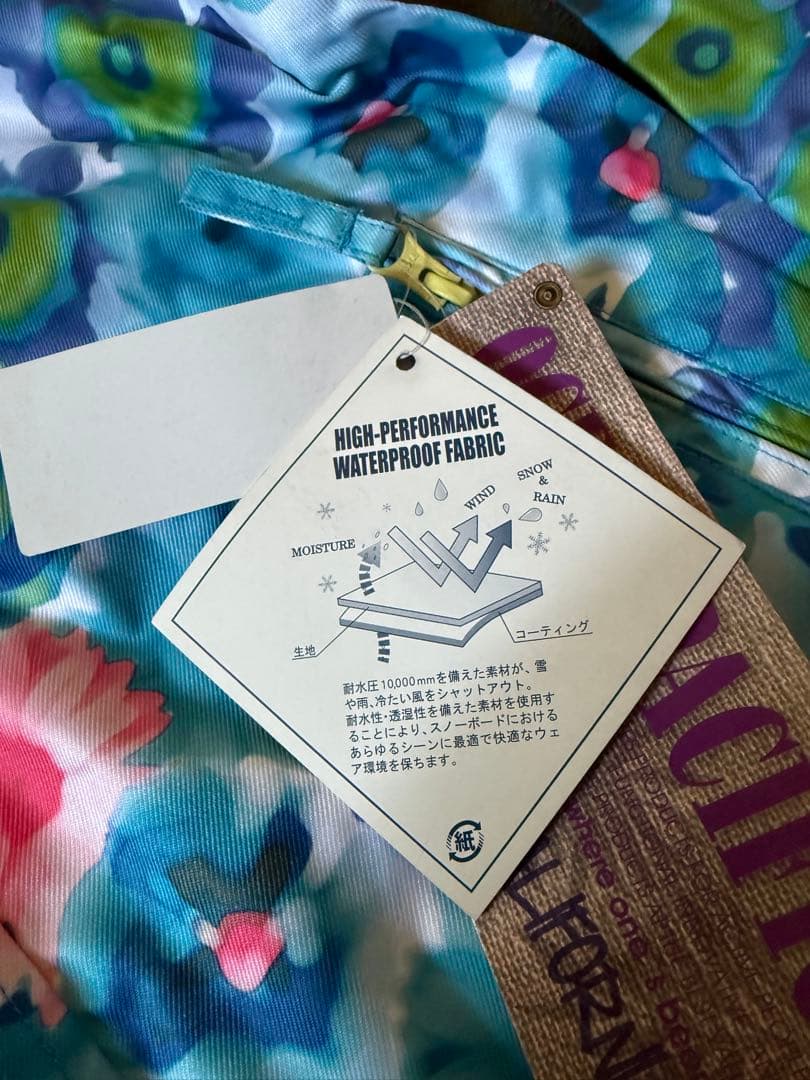 HIGH-PERFORMANCE
WATERPROOF FABRIC
SNOW
&
RAIN
WIND
MOISTURE
生地
コーティング
耐水圧10,000mmを備えた素材が、雪
や雨、冷たい風をシャットアウト。
耐水性・透湿性を備えた素材を使用す
ることにより、スノーボードにおける
あらゆるシーンに最適で快適なウェ
ア環境を保ちます。
紙
PACIFI
where one's
LIFORN